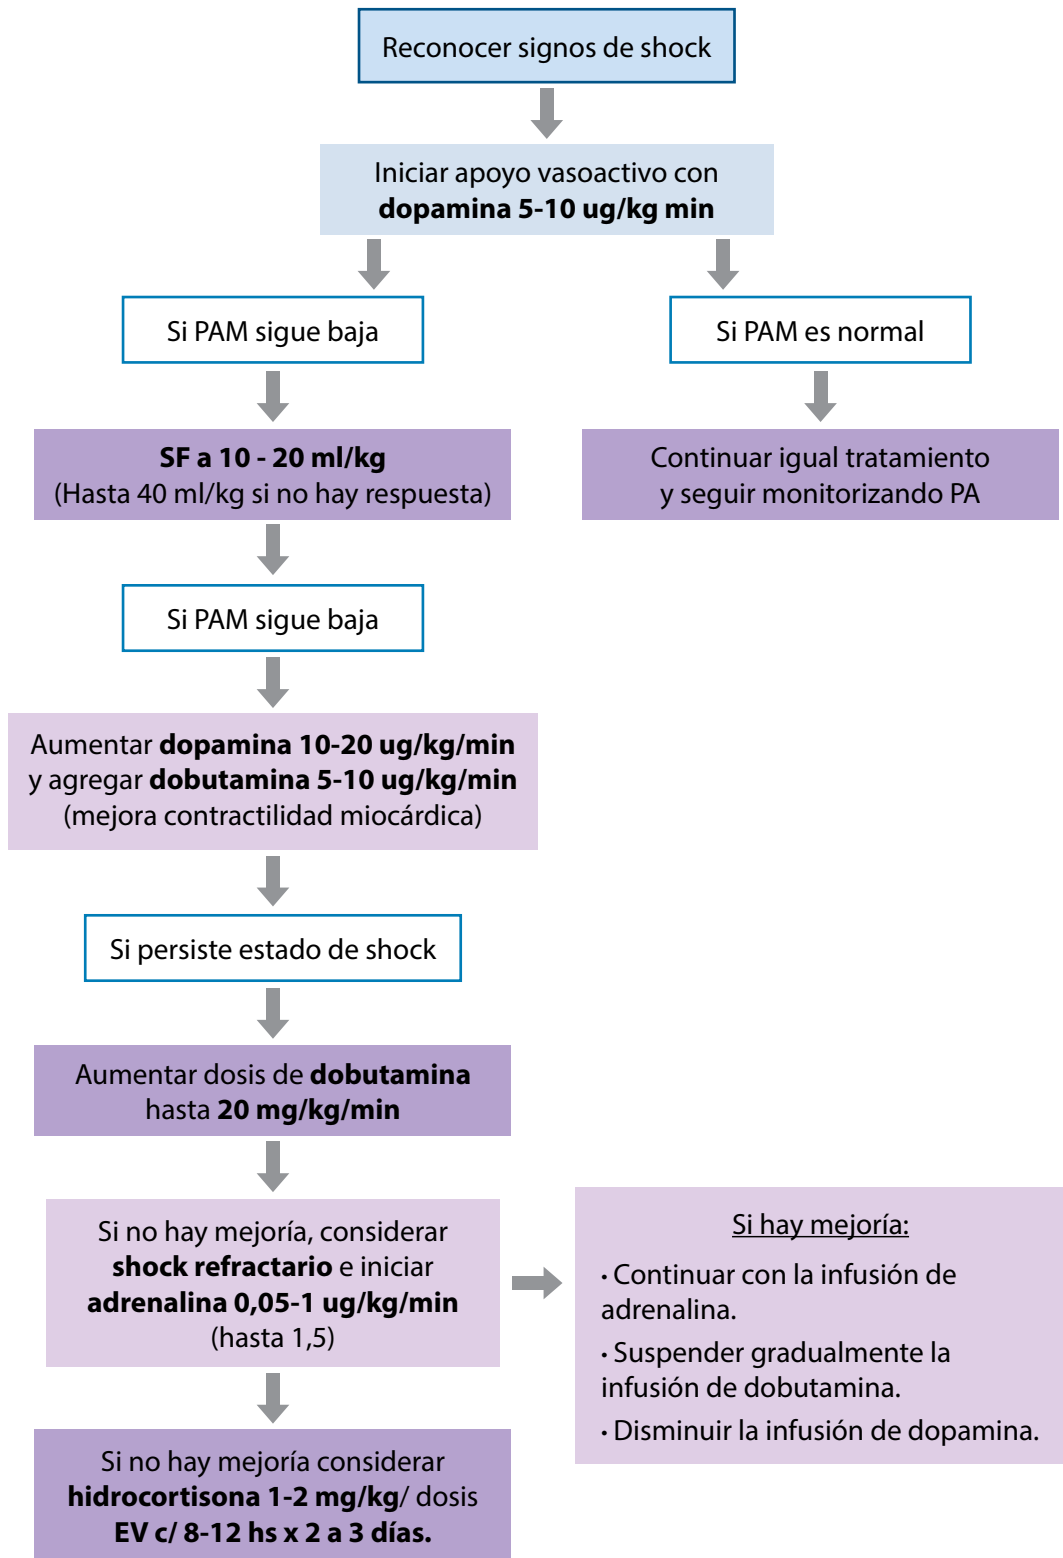 Reconocer signos de shock
Iniciar apoyo vasoactivo con
dopamina 5-10 ug/kg min
Si PAM sigue baja
Si PAM es normal
SF a 10 - 20 ml/kg
(Hasta 40 ml/kg si no hay respuesta)
Continuar igual tratamiento
y seguir monitorizando PA
Si PAM sigue baja
Aumentar dopamina 10-20 ug/kg/min
y agregar dobutamina 5-10 ug/kg/min
(mejora contractilidad miocárdica)
Si persiste estado de shock
Aumentar dosis de dobutamina
hasta 20 mg/kg/min
Si no hay mejoría, considerar
shock refractario e iniciar
adrenalina 0,05-1 ug/kg/min
(hasta 1,5)
Si hay mejoría:
• Continuar con la infusión de
adrenalina.
• Suspender gradualmente la
infusión de dobutamina.
• Disminuir la infusión de dopamina.
Si no hay mejoría considerar
hidrocortisona 1-2 mg/kg/ dosis
EV c/ 8-12 hs x 2 a 3 días.